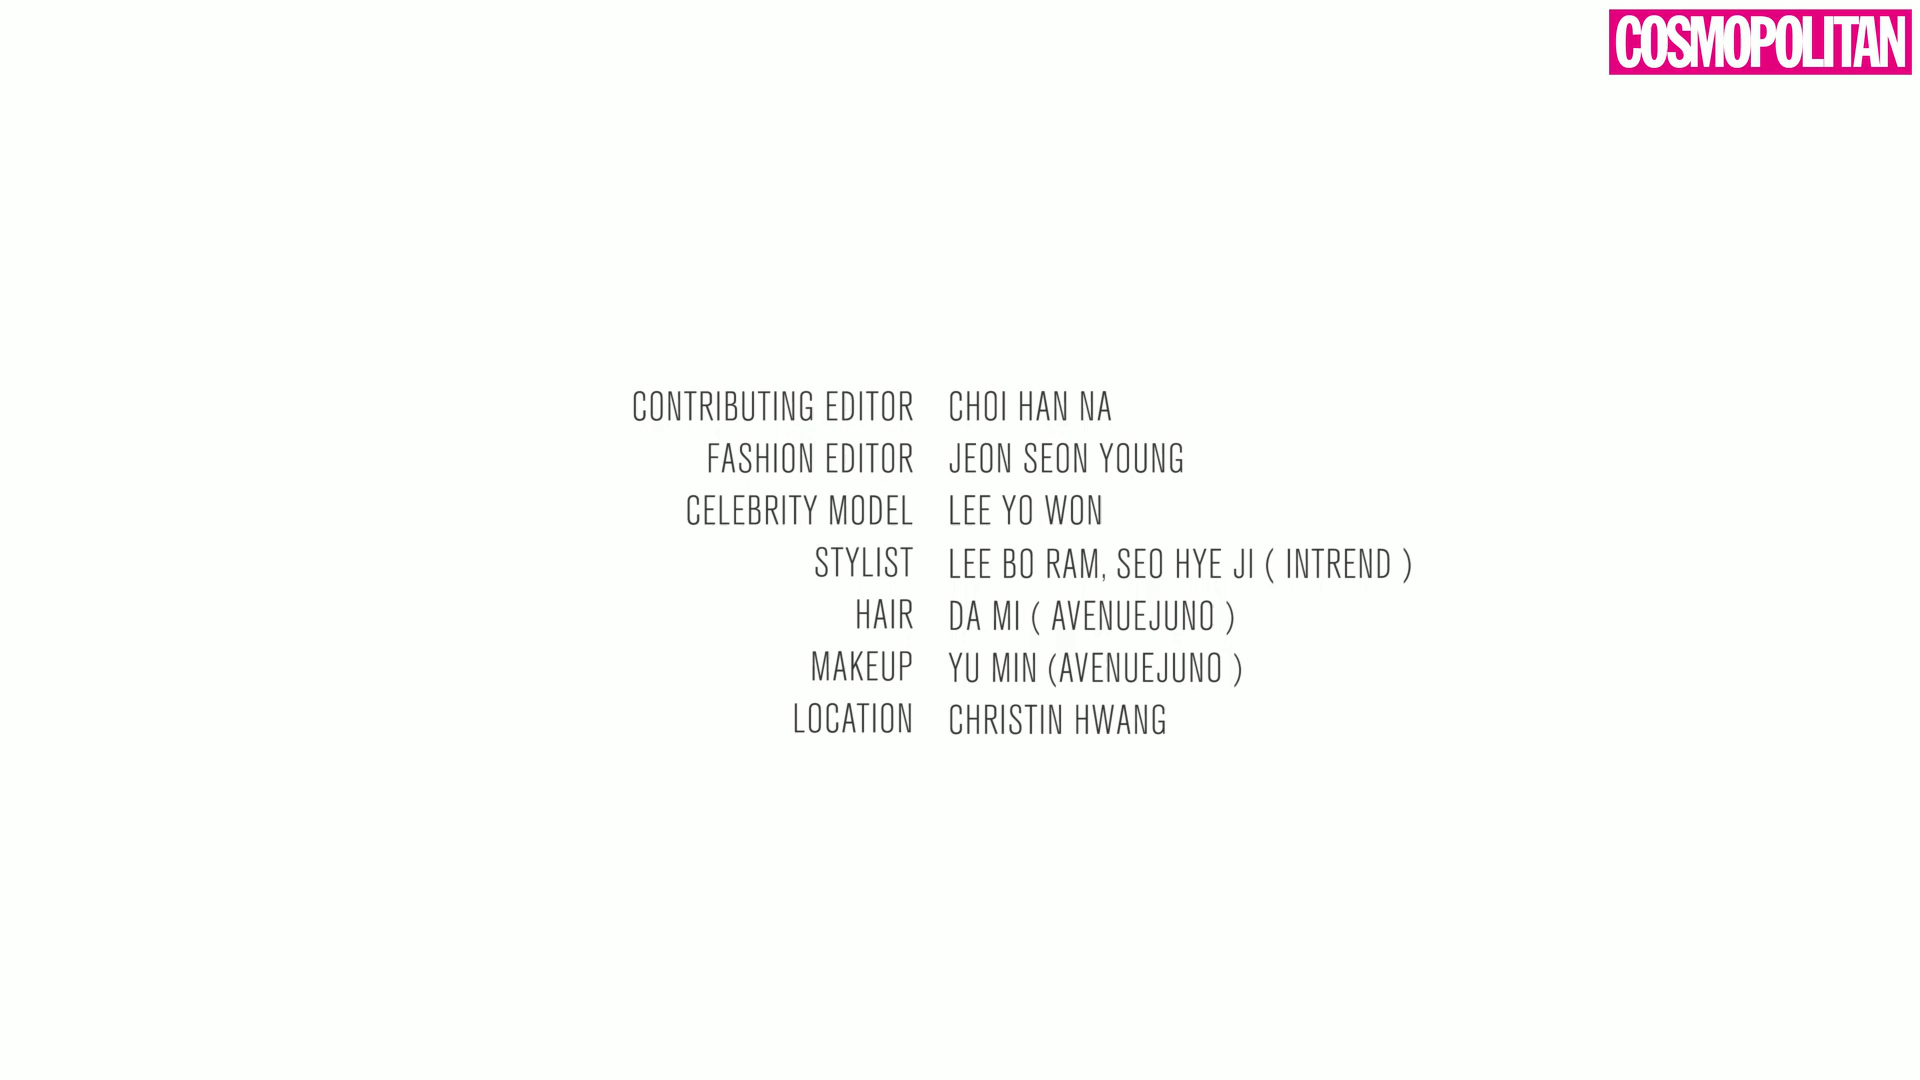 COSMOPOLITAN
CONTRIBUTING EDITOR CHOI HAN NA
FASHION EDITOR JEON SEON YOUNG
CELEBRITY MODEL LEE YO WON
STYLIST LEE BO RAM, SEO HYE JI ( INTREND )
HAIR DA MI ( AVENUEJUNO )
MAKEUP YU MIN (AVENUEJUNO )
LOCATION CHRISTIN HWANG